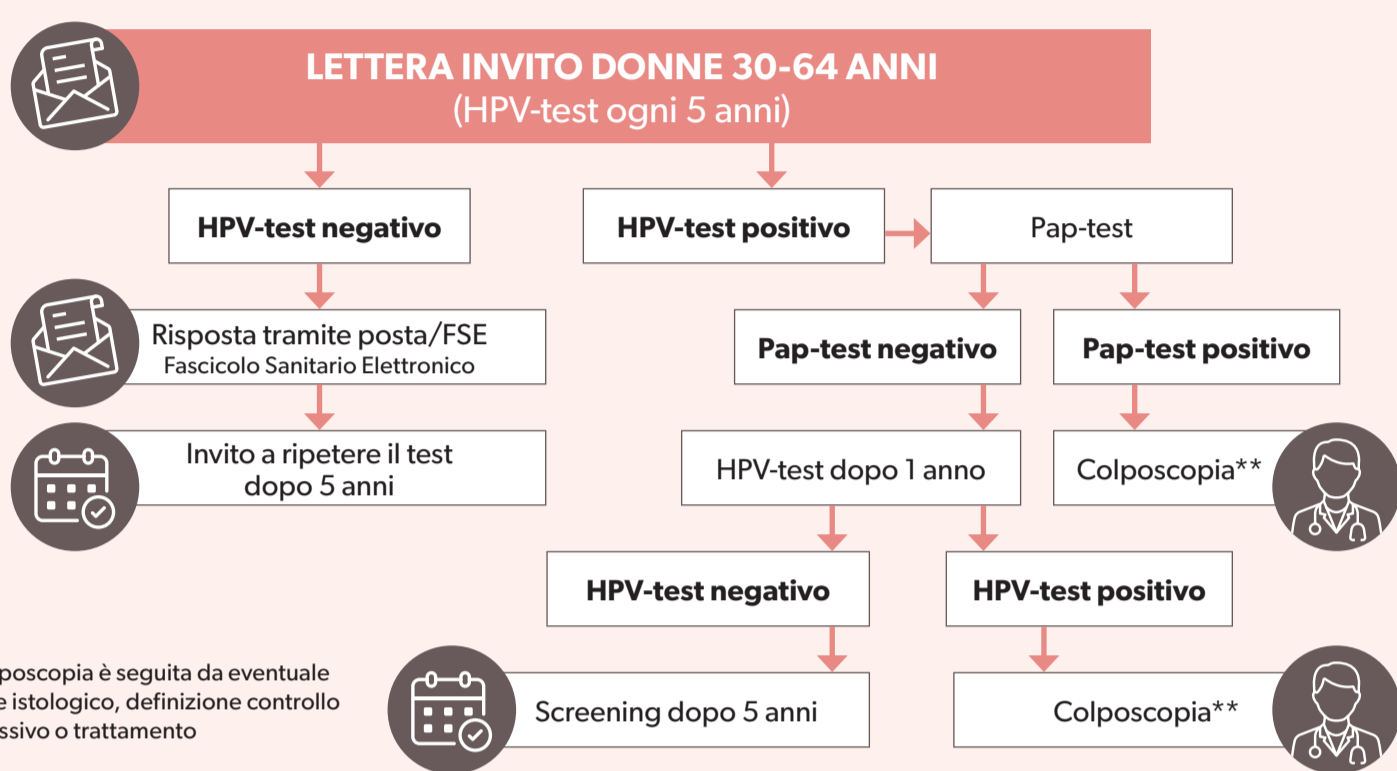 LETTERA INVITO DONNE 30-64 ANNI
(HPV-test ogni 5 anni)
HPV-test negativo
HPV-test positivo
Pap-test
Risposta tramite posta/FSE
Fascicolo Sanitario Elettronico
Pap-test negativo
Pap-test positivo
Invito a ripetere il test
dopo 5 anni
HPV-test dopo 1 anno
Colposcopia**
HPV-test negativo
HPV-test positivo
poscopia è seguita da eventuale
e istologico, definizione controllo
ssivo o trattamento
Screening dopo 5 anni
Colposcopia**